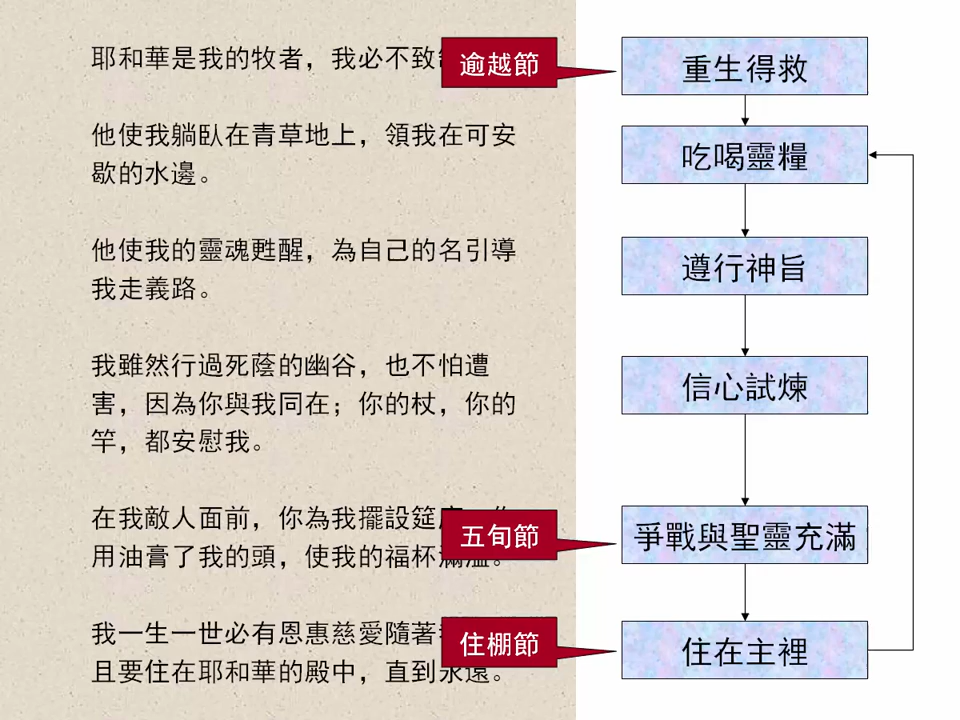 耶和華是我的牧者，我必不致
逾越節
重生得救
他使我躺臥在青草地上，領我在可安
歇的水邊。
吃喝靈糧
他使我的靈魂甦醒，為自己的名引導
我走義路。
遵行神旨
我雖然行過死蔭的幽谷，也不怕遭
害，因為你與我同在；你的杖，你的
竿，都安慰我。
信心試煉
在我敵人面前，你為我擺設筵
用油膏了我的頭，使我的福杯滿溢。
五旬節
爭戰與聖靈充滿
我一生一世必有恩惠慈愛隨著
且要住在耶和華的殿中，直到永遠。
住棚節
住在主裡